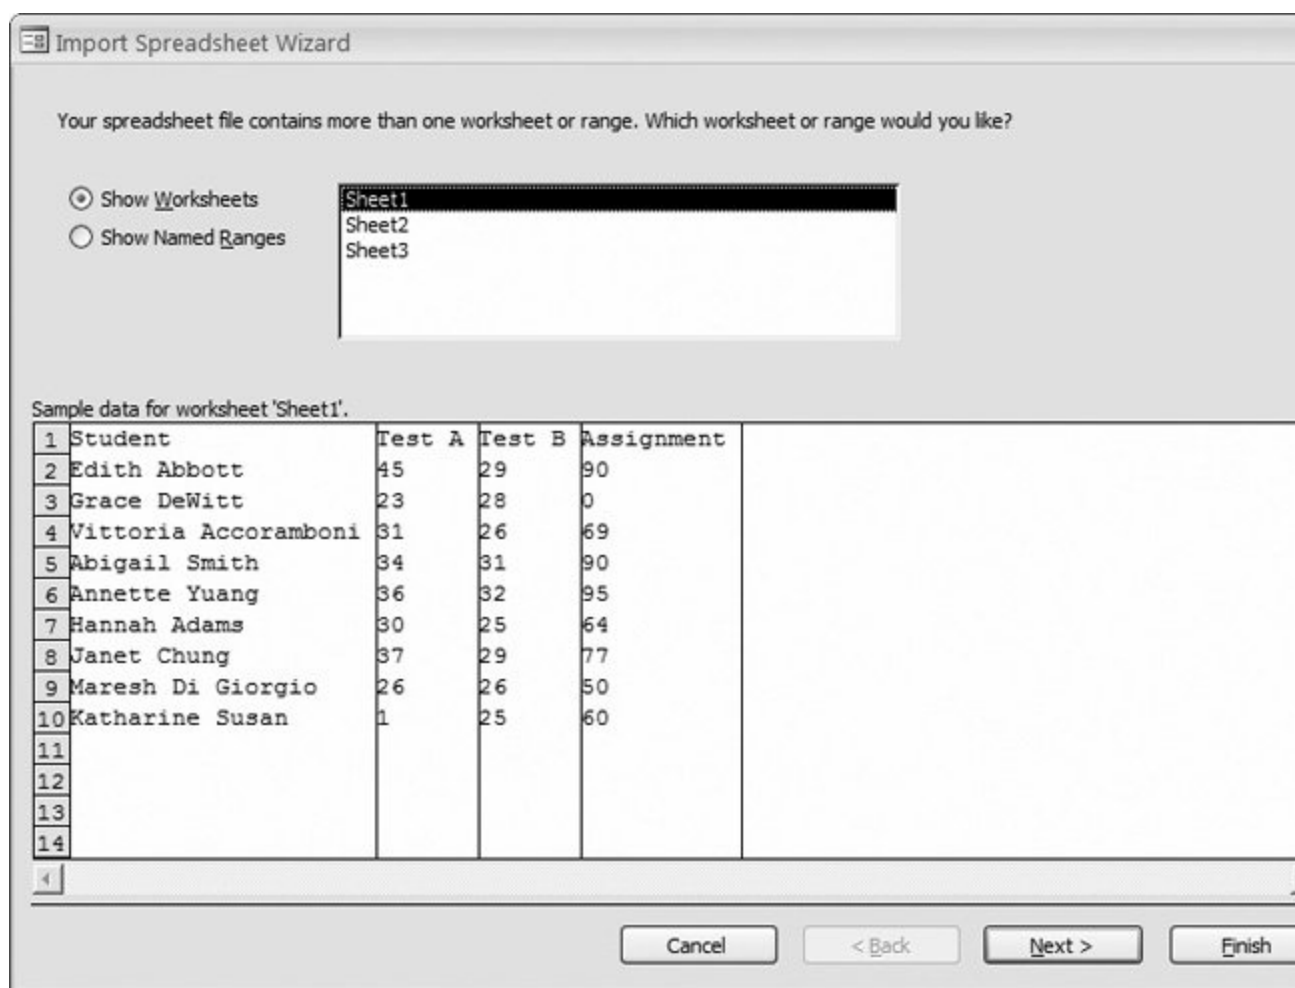 Import Spreadsheet Wizard
Your spreadsheet file contains more than one worksheet or range. Which worksheet or range would you like?
Show Worksheets
Show Named Ranges
Sheet1
Sheet2
Sheet3
Sample data for worksheet 'Sheet1'.
1 Student Test A Test B Assignment
2 Edith Abbott 45 29 90
3 Grace DeWitt 23 28 0
4 Vittoria Accoramboni 31 26 69
5 Abigail Smith 34 31 90
6 Annette Yuang 36 32 95
7 Hannah Adams 30 25 64
8 Janet Chung 37 29 77
9 Maresh Di Giorgio 26 26 50
10 Katharine Susan 1 25 60
11
12
13
14
Cancel < Back Next > Finish